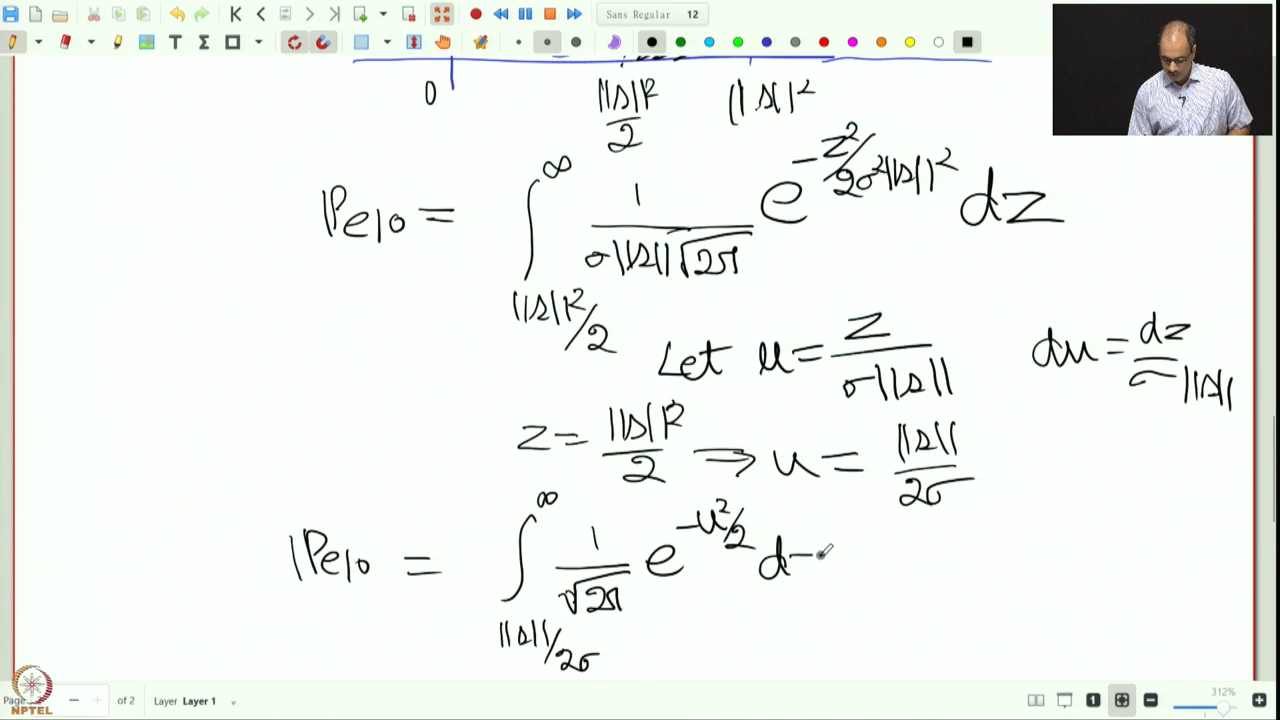 Sans Regular 12
0 ||s||²/2 ||s||²
Pe|0 = ∫_{||s||²/2}^{∞} 1/(σ||s||√2π) e^{-z²/2σ²||s||²} dz
Let u = z/(σ||s||) du = dz/(σ||s||)
z = ||s||²/2 ⟹ u = ||s||/2σ
Pe|0 = ∫_{||s||/2σ}^{∞} 1/√2π e^{-u²/2} d
Page of 2 Layer Layer 1 1 312%
NPTEL